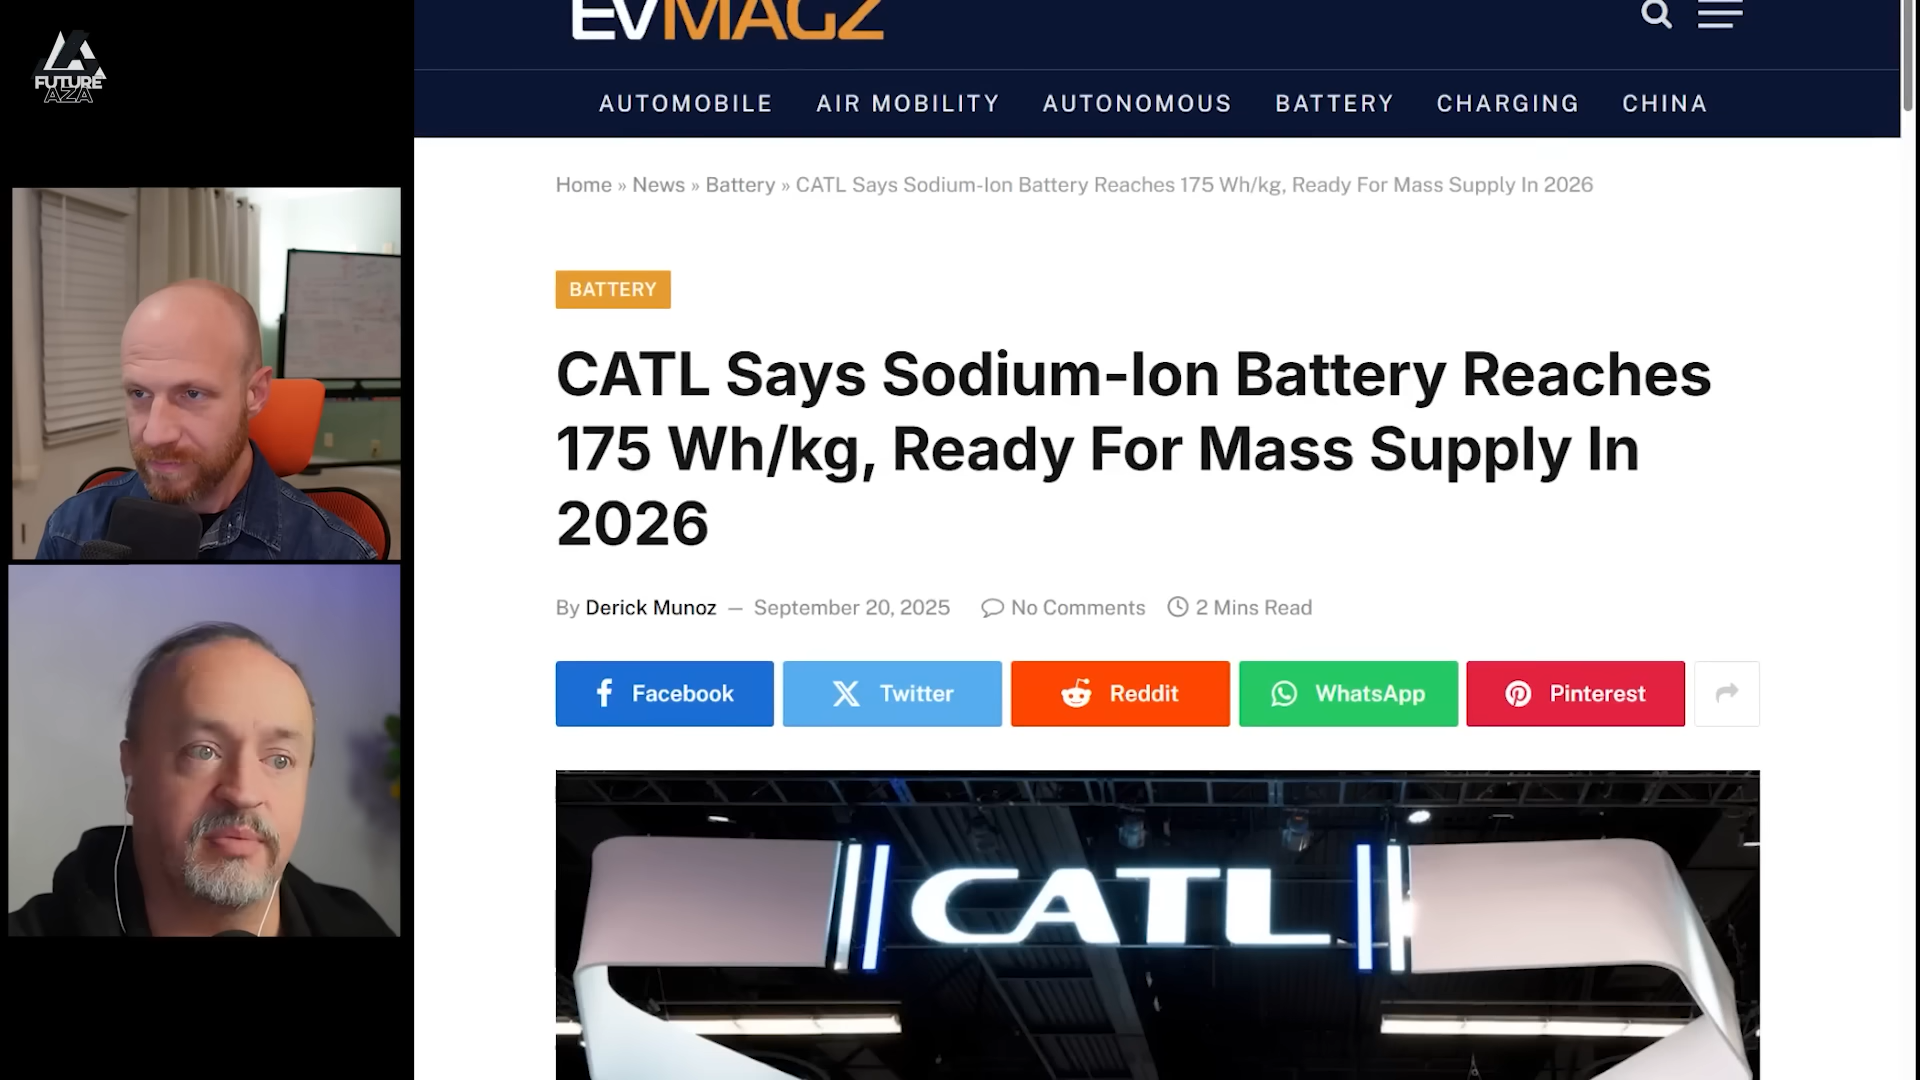 FUTURE
AZA
EVMAGZ
AUTOMOBILE AIR MOBILITY AUTONOMOUS BATTERY CHARGING CHINA
Home » News » Battery » CATL Says Sodium-Ion Battery Reaches 175 Wh/kg, Ready For Mass Supply In 2026
BATTERY
CATL Says Sodium-Ion Battery Reaches
175 Wh/kg, Ready For Mass Supply In
2026
By Derick Munoz — September 20, 2025 No Comments 2 Mins Read
Facebook Twitter Reddit WhatsApp Pinterest
CATL